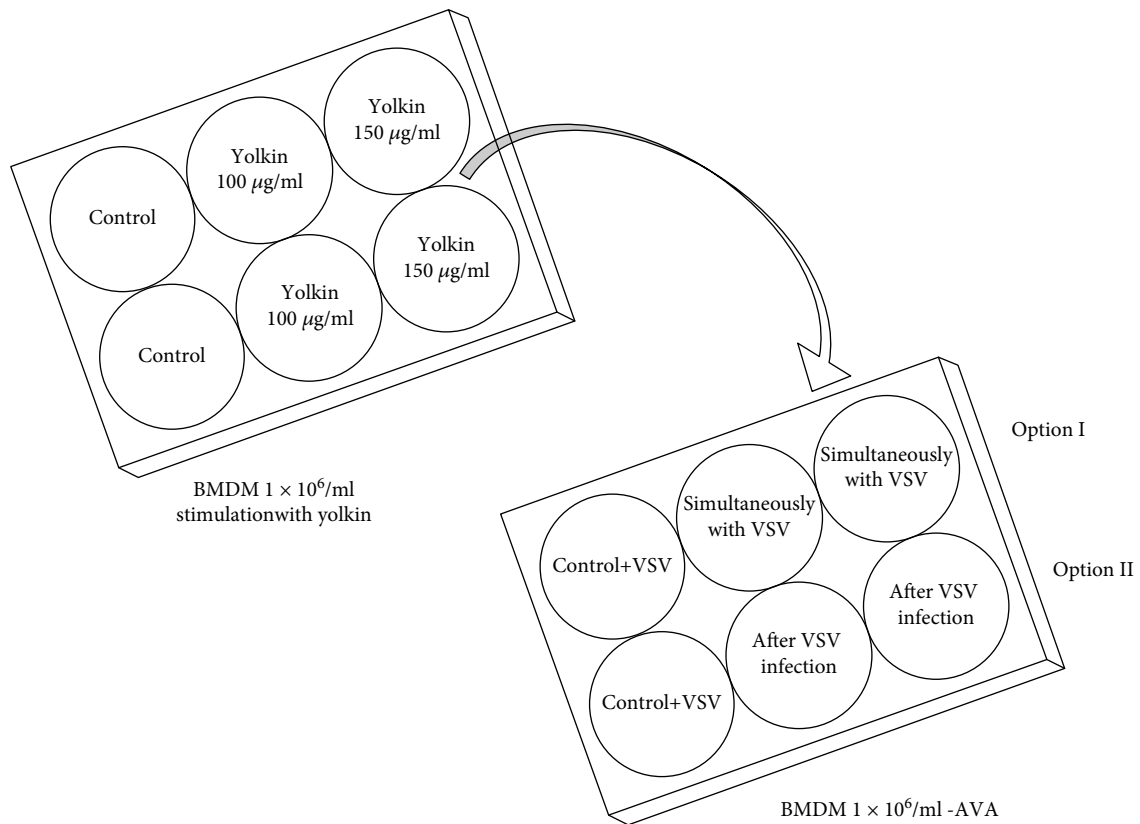 Yolkin
150 μg/ml
Yolkin
100 μg/ml
Control
Yolkin
150 μg/ml
Yolkin
100 μg/ml
Control
BMDM 1 × 10⁶/ml
stimulationwith yolkin
Option I
Simultaneously
with VSV
Simultaneously
with VSV
Control+VSV
Option II
After VSV
infection
After VSV
infection
Control+VSV
BMDM 1 × 10⁶/ml -AVA